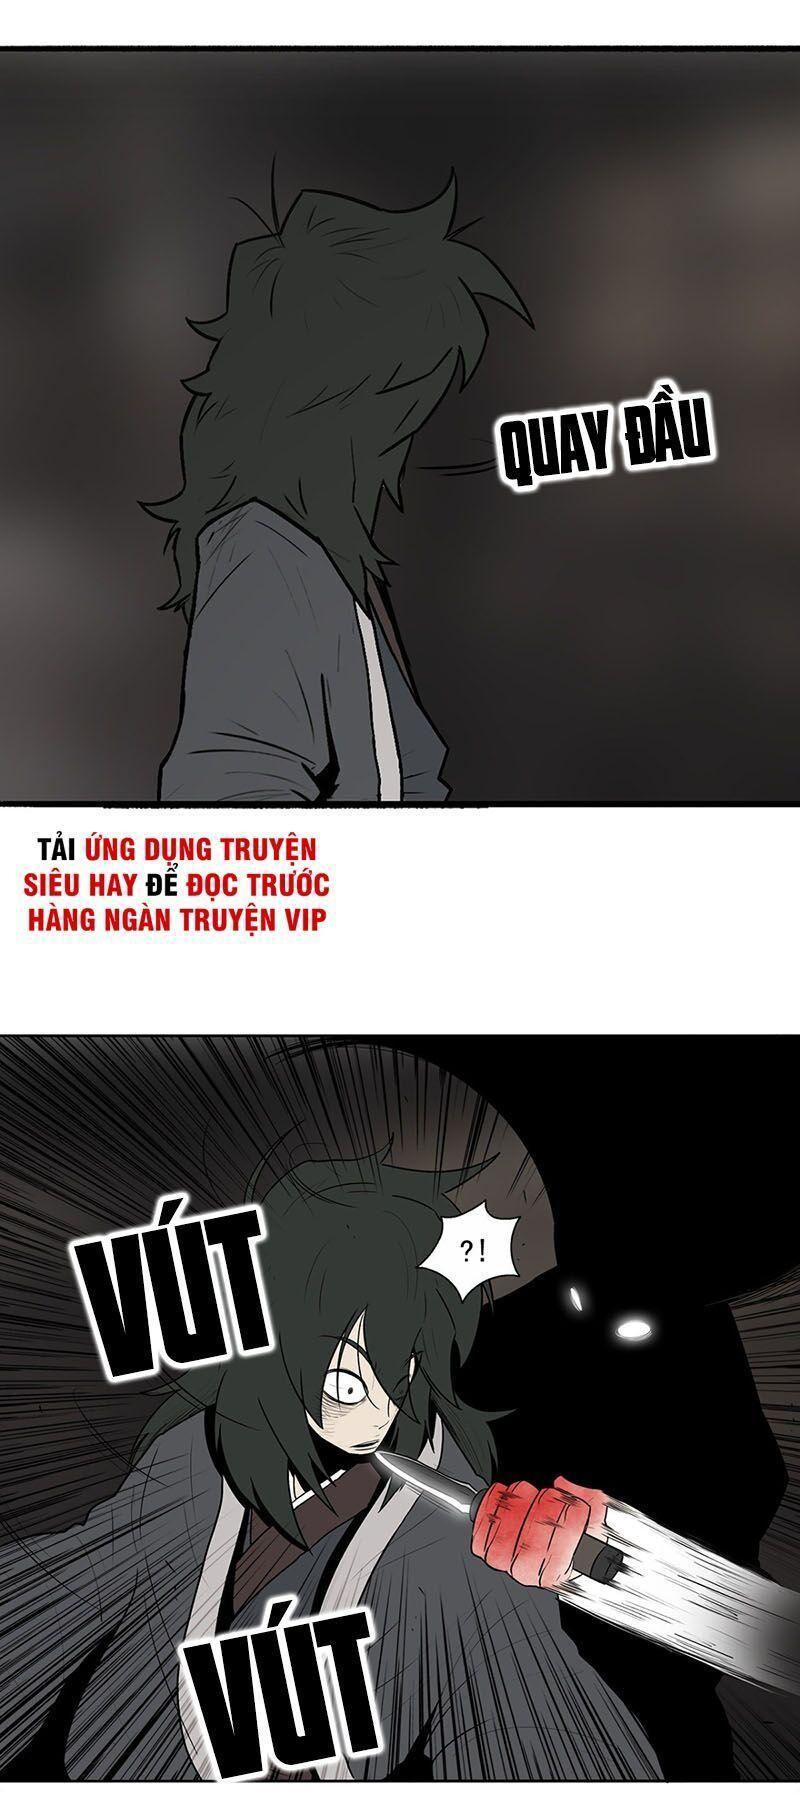 QUAY ĐẦU
TẢI ỨNG DỤNG TRUYỆN
SIÊU HAY ĐỂ ĐỌC TRƯỚC
HÀNG NGÀN TRUYỆN VIP
?!
VÚT
VÚT